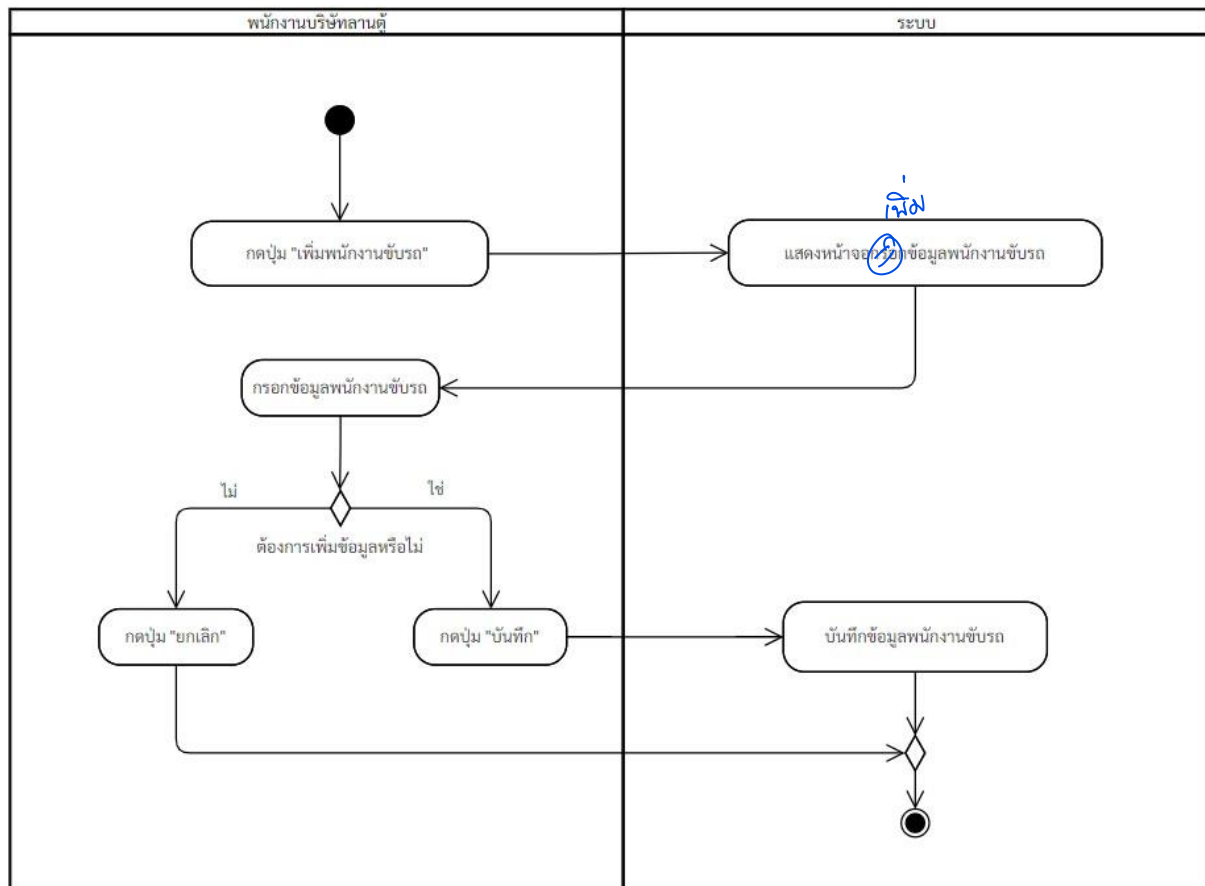 พนักงานบริษัทลานตู้
ระบบ
เพิ่ม
กดปุ่ม "เพิ่มพนักงานขับรถ"
แสดงหน้าจอกรอกข้อมูลพนักงานขับรถ
กรอกข้อมูลพนักงานขับรถ
ไม่
ใช่
ต้องการเพิ่มข้อมูลหรือไม่
กดปุ่ม "ยกเลิก"
กดปุ่ม "บันทึก"
บันทึกข้อมูลพนักงานขับรถ